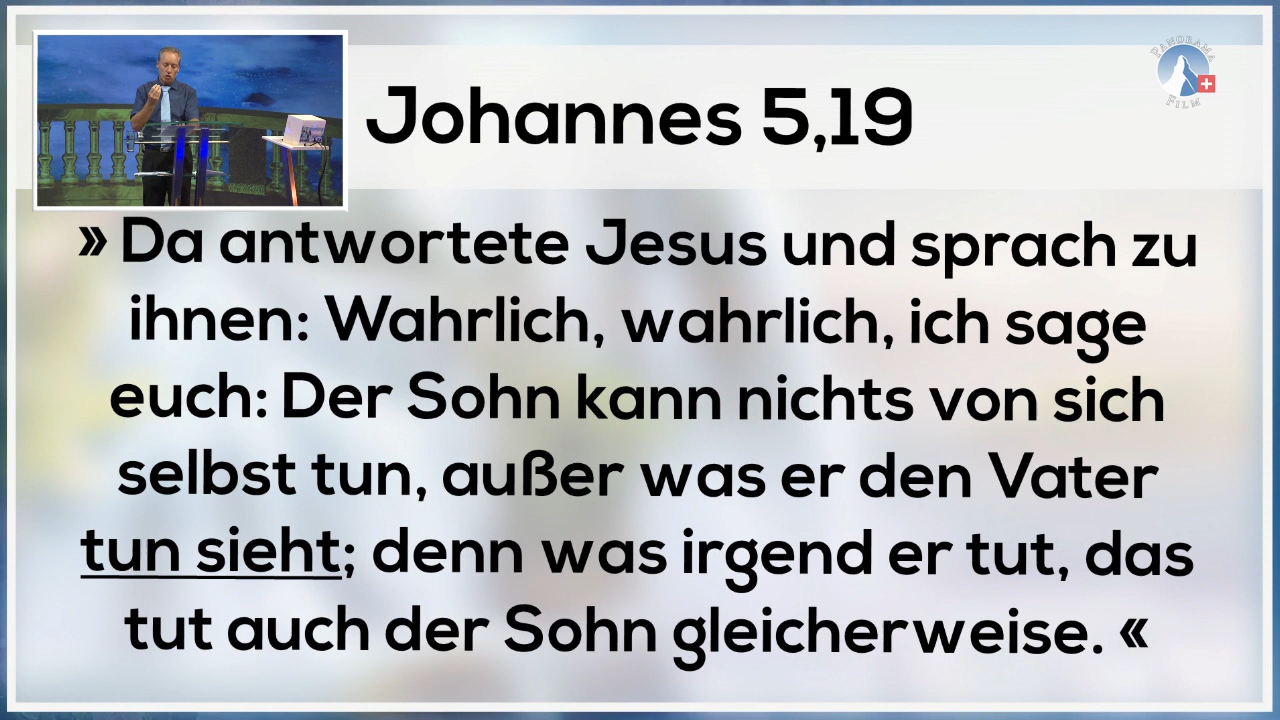 Johannes 5,19
PANORAMA
FILM
» Da antwortete Jesus und sprach zu
ihnen: Wahrlich, wahrlich, ich sage
euch: Der Sohn kann nichts von sich
selbst tun, außer was er den Vater
tun sieht; denn was irgend er tut, das
tut auch der Sohn gleicherweise. «